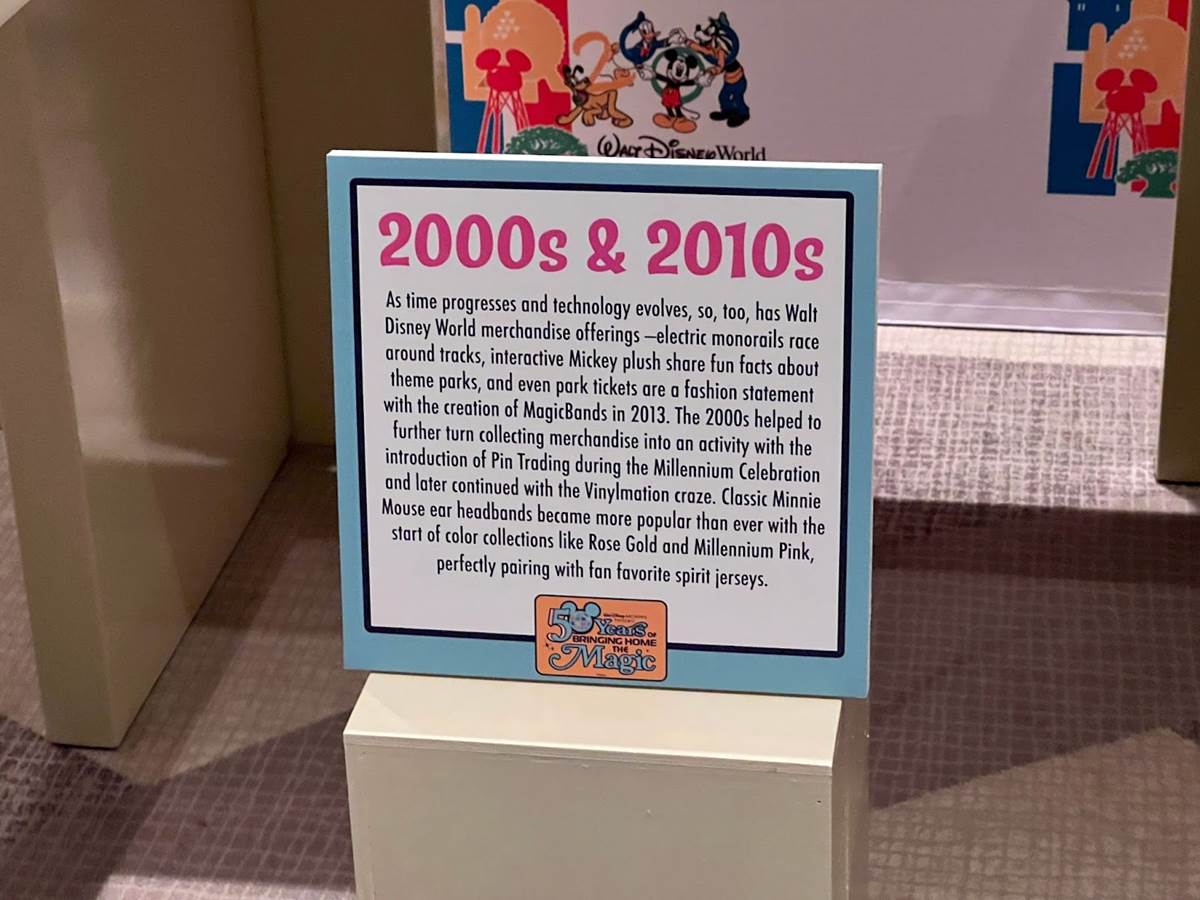 2
WALT DISNEY World
2000s & 2010s
As time progresses and technology evolves, so, too, has Walt
Disney World merchandise offerings —electric monorails race
around tracks, interactive Mickey plush share fun facts about
theme parks, and even park tickets are a fashion statement
with the creation of MagicBands in 2013. The 2000s helped to
further turn collecting merchandise into an activity with the
introduction of Pin Trading during the Millennium Celebration
and later continued with the Vinylmation craze. Classic Minnie
Mouse ear headbands became more popular than ever with the
start of color collections like Rose Gold and Millennium Pink,
perfectly pairing with fan favorite spirit jerseys.
50 Years OF
BRINGING HOME
THE
Magic